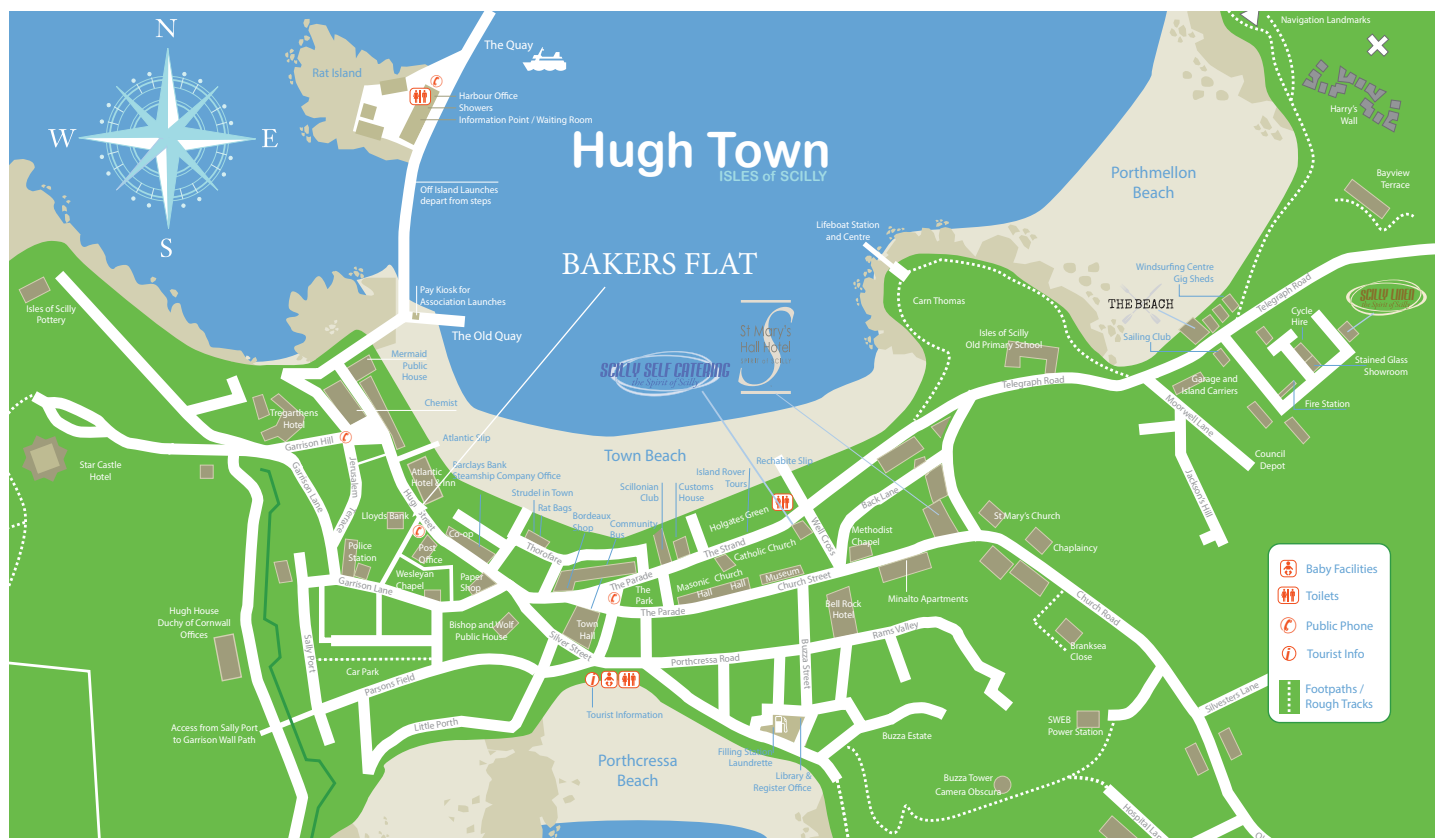 N
W
E
S
Rat Island
The Quay
Harbour Office
Showers
Information Point / Waiting Room
Hugh Town
ISLES of SCILLY
Off Island Launches
depart from steps
BAKERS FLAT
Pay Kiosk for
Association Launches
The Old Quay
Navigation Landmarks
Harry's
Wall
Bayview
Terrace
Porthmellon
Beach
Lifeboat Station
and Centre
Carn Thomas
Windsurfing Centre
Gig Sheds
THE BEACH
Sailing Club
Telegraph Road
SCILLY LINEN
the Spirit of Scilly
Cycle
Hire
Stained Glass
Showroom
Garage and
Island Carriers
Fire Station
Isles of Scilly
Old Primary School
Telegraph Road
Moorwell Lane
Council
Depot
Jackson's Hill
Isles of Scilly
Pottery
Mermaid
Public
House
Chemist
Tregarthens
Hotel
Garrison Hill
Star Castle
Hotel
St Mary's
Hall Hotel
SCILLY SELF CATERING
the Spirit of Scilly
Atlantic Slip
Town Beach
Rechabite Slip
Barclays Bank
Steamship Company Office
Atlantic
Hotel & Inn
Garrison Lane
Jerusalem
Terrace
Hugh Street
Strudel in Town
Rat Bags
Scillonian
Club
Customs
House
Island Rover
Tours
Bordeaux
Shop
Community
Bus
Holgates Green
Back Lane
Well Cross
Lloyds Bank
Co-op
Post
Office
Police
Station
Thorofare
The Strand
Catholic Church
Methodist
Chapel
St Mary's Church
Chaplaincy
Wesleyan
Chapel
Paper
Shop
Garrison Lane
The Parade
The
Park
Masonic
Hall
Church
Hall
Museum
Church Street
The Parade
Minalto Apartments
Church Road
Bell Rock
Hotel
Hugh House
Duchy of Cornwall
Offices
Bishop and Wolf
Public House
Town
Hall
Silver Street
Rams Valley
Branksea
Close
Sally Port
Car Park
Parsons Field
Porthcressa Road
Buzza Street
Access from Sally Port
to Garrison Wall Path
Little Porth
Tourist Information
Silvesters Lane
SWEB
Power Station
Buzza Estate
Filling Station
Laundrette
Library &
Register Office
Porthcressa
Beach
Buzza Tower
Camera Obscura
Baby Facilities
Toilets
Public Phone
Tourist Info
Footpaths /
Rough Tracks